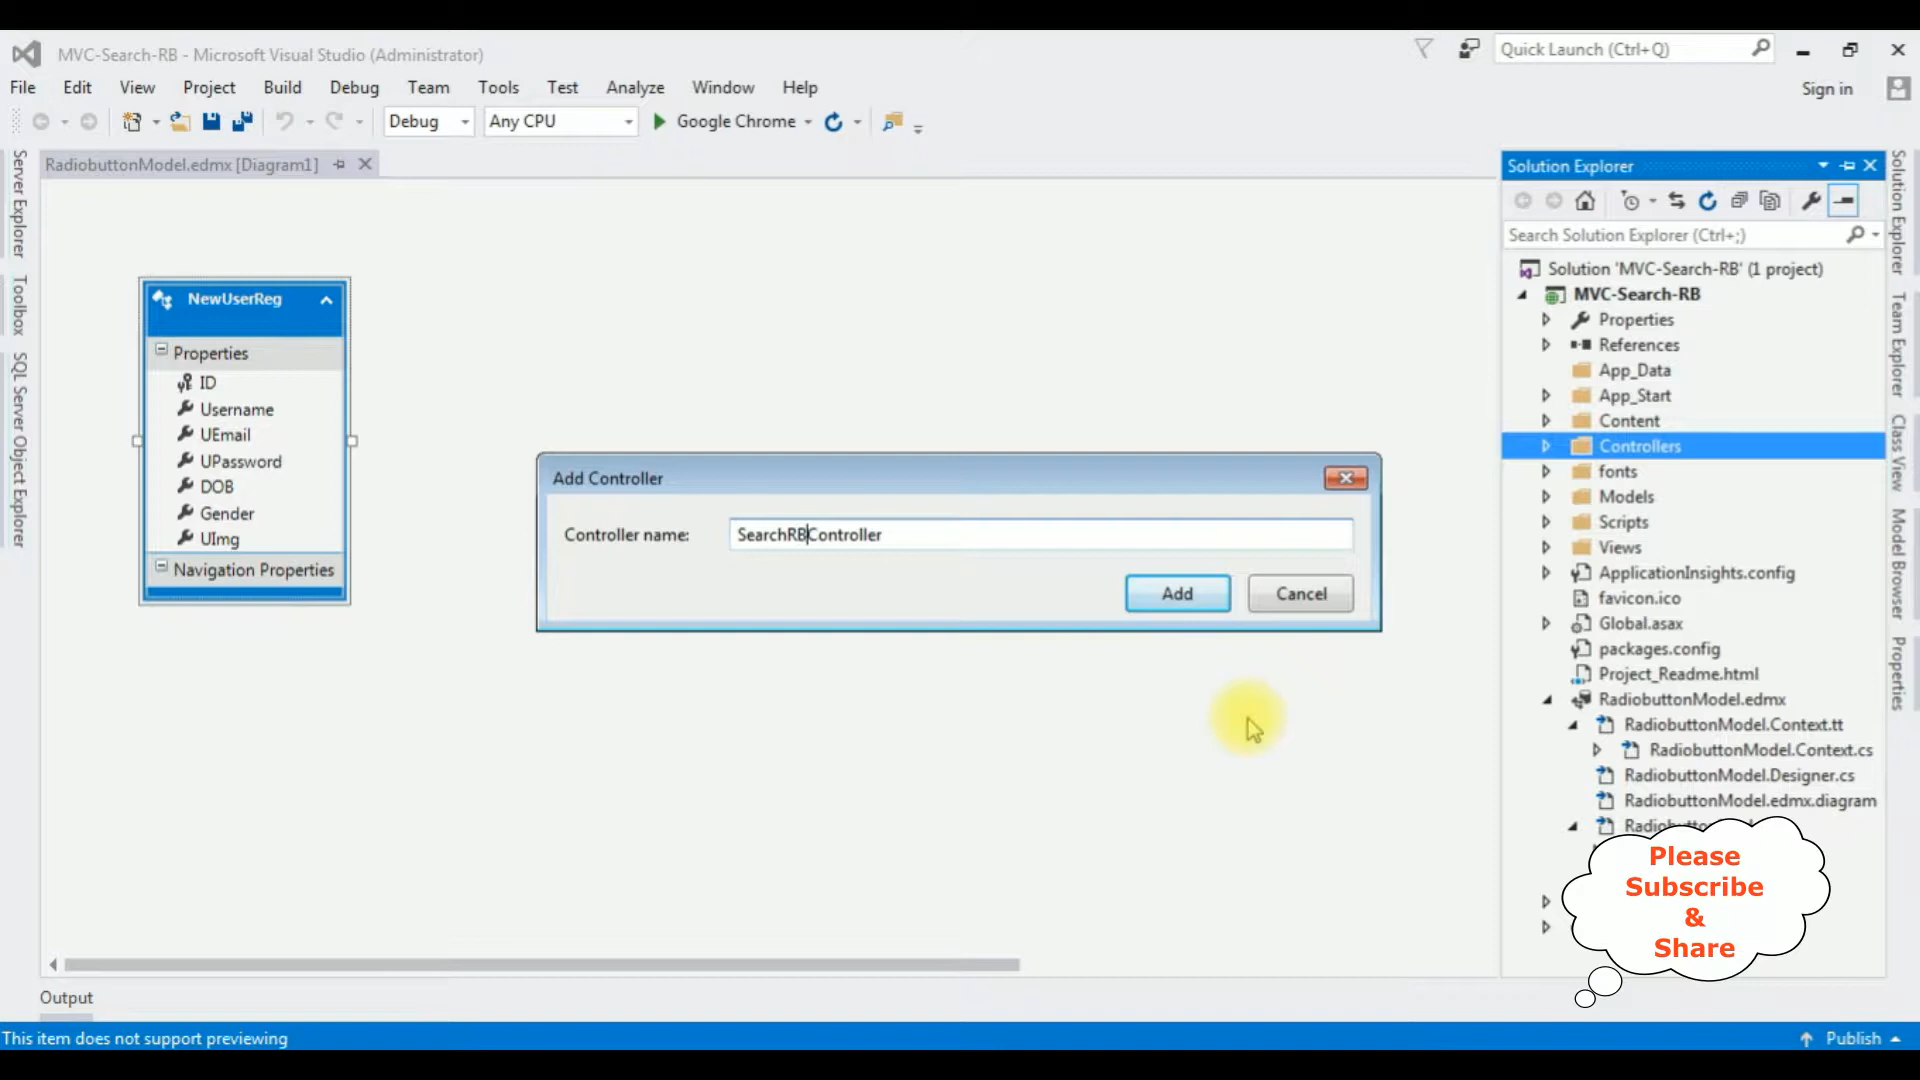 MVC-Search-RB - Microsoft Visual Studio (Administrator)
Quick Launch (Ctrl+Q)
File Edit View Project Build Debug Team Tools Test Analyze Window Help
Sign in
Debug Any CPU Google Chrome
Server Explorer
Toolbox
SQL Server Object Explorer
RadiobuttonModel.edmx [Diagram1]
NewUserReg
Properties
ID
Username
UEmail
UPassword
DOB
Gender
UImg
Navigation Properties
Add Controller
Controller name:
SearchRBController
Add
Cancel
Solution Explorer
Search Solution Explorer (Ctrl+;)
Solution 'MVC-Search-RB' (1 project)
MVC-Search-RB
Properties
References
App_Data
App_Start
Content
Controllers
fonts
Models
Scripts
Views
ApplicationInsights.config
favicon.ico
Global.asax
packages.config
Project_Readme.html
RadiobuttonModel.edmx
RadiobuttonModel.Context.tt
RadiobuttonModel.Context.cs
RadiobuttonModel.Designer.cs
RadiobuttonModel.edmx.diagram
Please
Subscribe
&
Share
Solution Explorer
Team Explorer
Class View
Model Browser
Properties
Output
This item does not support previewing
Publish